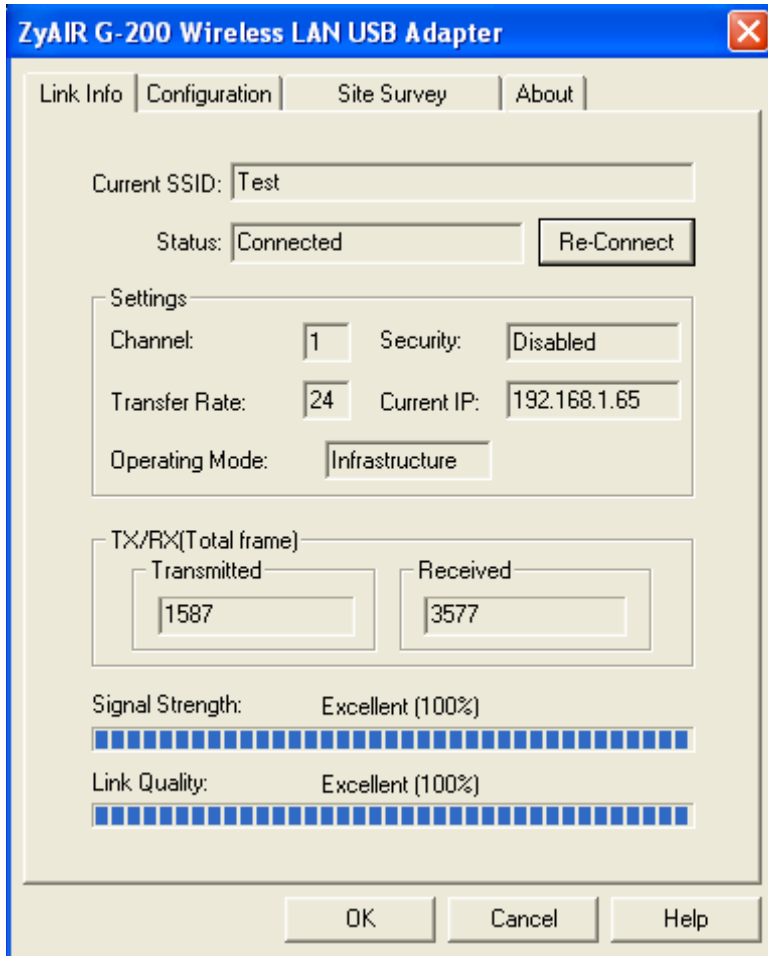 ZyAIR G-200 Wireless LAN USB Adapter
Link Info Configuration Site Survey About
Current SSID: Test
Status: Connected Re-Connect
Settings
Channel: 1 Security: Disabled
Transfer Rate: 24 Current IP: 192.168.1.65
Operating Mode: Infrastructure
TX/RX(Total frame)
Transmitted Received
1587 3577
Signal Strength: Excellent (100%)
Link Quality: Excellent (100%)
OK Cancel Help